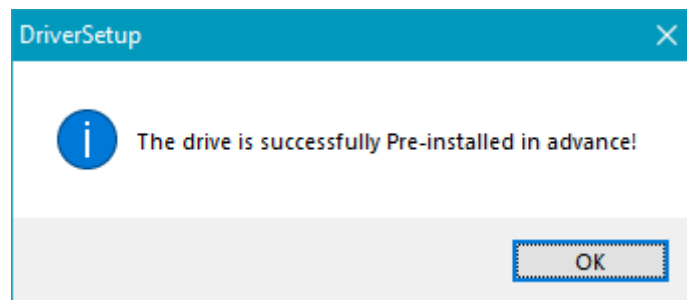 DriverSetup
The drive is successfully Pre-installed in advance!
OK